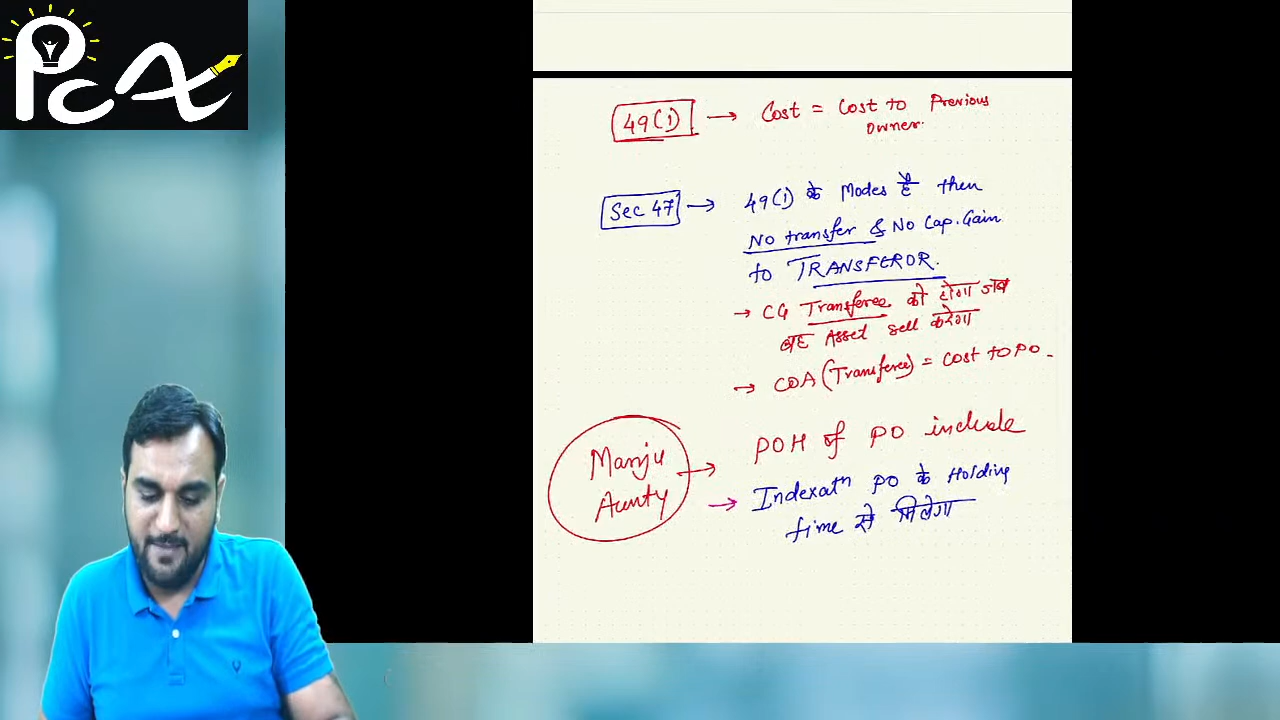 PCA
49(1) → Cost = Cost to Previous
owner.
Sec 47 → 49(1) के Modes है then
No transfer & No Cap. Gain
to TRANSFEROR.
→ CG Transferee को होगा जब
वह Asset sell करेगा
→ COA (Transferee) = Cost to PO.
Manju Aunty → POH of PO include
→ Indexatn PO के Holding
time से मिलेगा